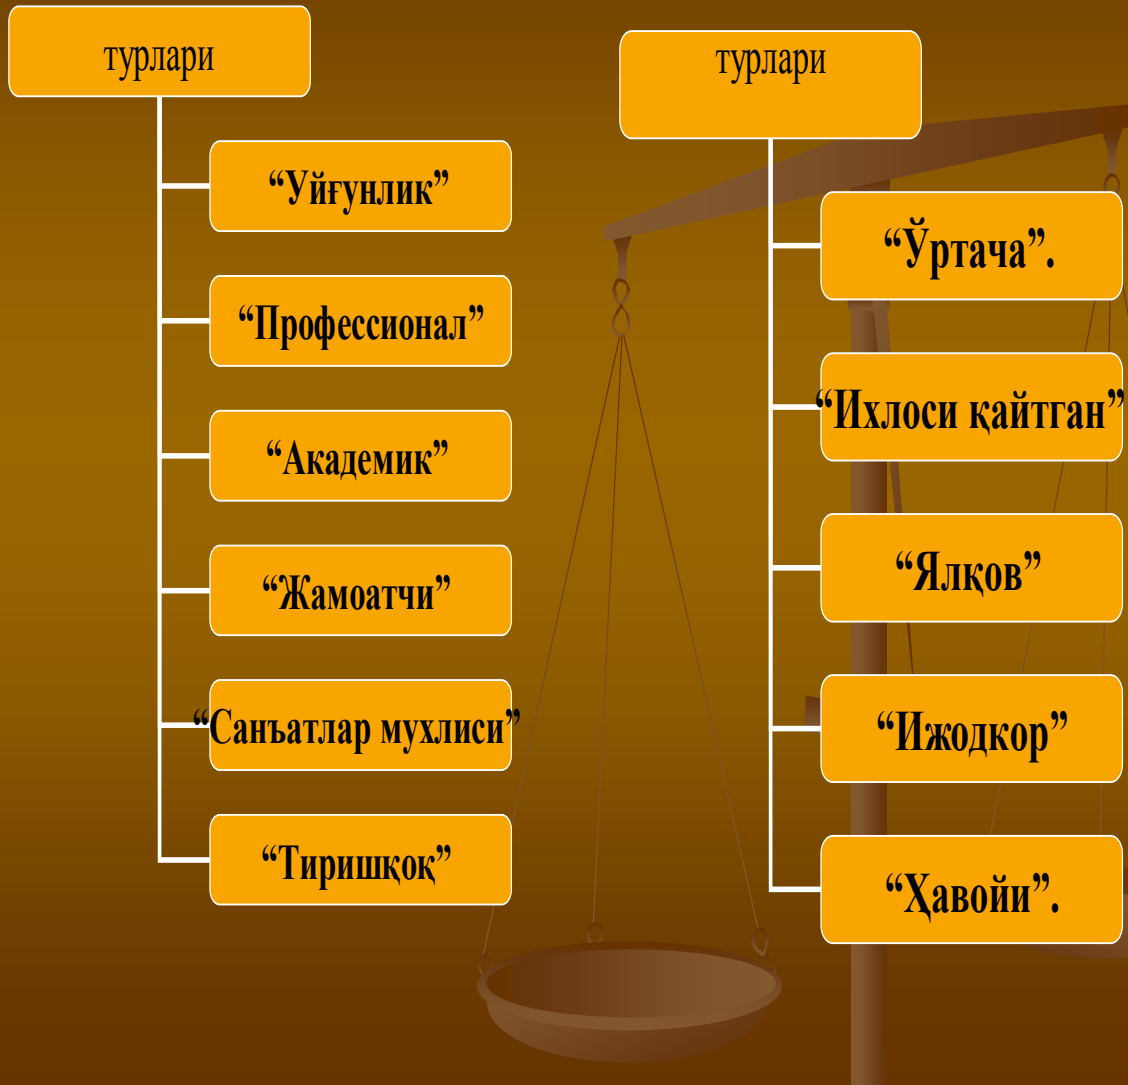 турлари
“Уйғунлик”
“Профессионал”
“Академик”
“Жамоатчи”
“Санъатлар мухлиси”
“Тиришқоқ”
турлари
“Ўртача”.
“Ихлоси қайтган”
“Ялқов”
“Ижодкор”
“Ҳавойи”.